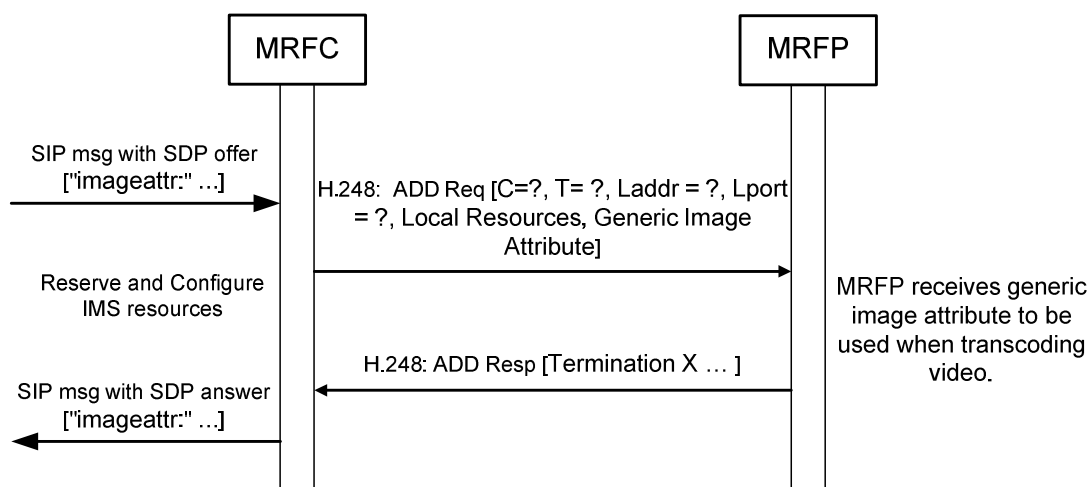 MRFC
MRFP
SIP msg with SDP offer
["imageattr:" ...]
H.248: ADD Req [C=?, T= ?, Laddr = ?, Lport
= ?, Local Resources, Generic Image
Attribute]
Reserve and Configure
IMS resources
MRFP receives generic
image attribute to be
used when transcoding
video.
H.248: ADD Resp [Termination X … ]
SIP msg with SDP answer
["imageattr:" ...]